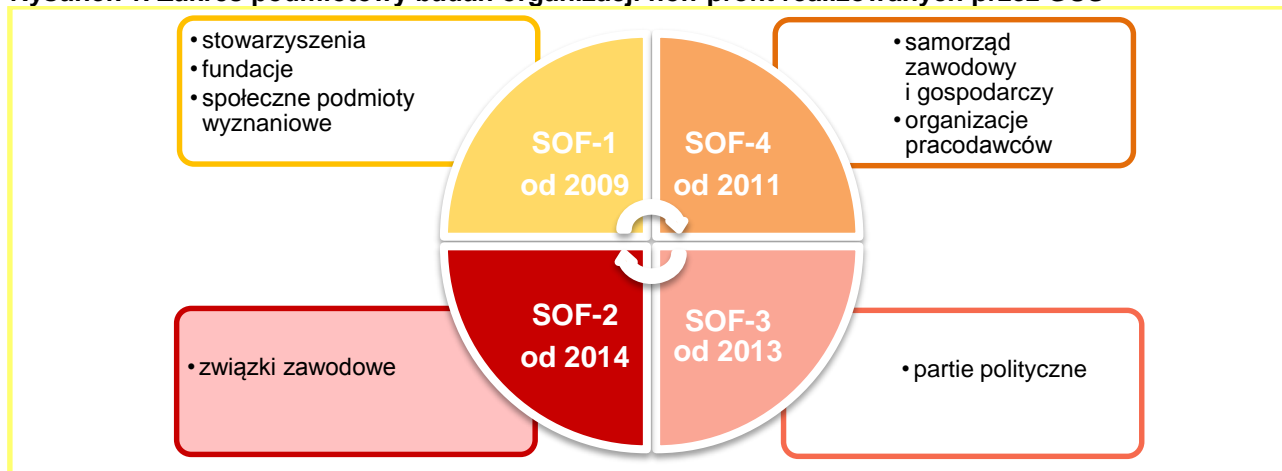 • stowarzyszenia
• fundacje
• społeczne podmioty
wyznaniowe
• samorząd
zawodowy
i gospodarczy
• organizacje
pracodawców
SOF-1
od 2009
SOF-4
od 2011
SOF-2
od 2014
SOF-3
od 2013
• związki zawodowe
• partie polityczne